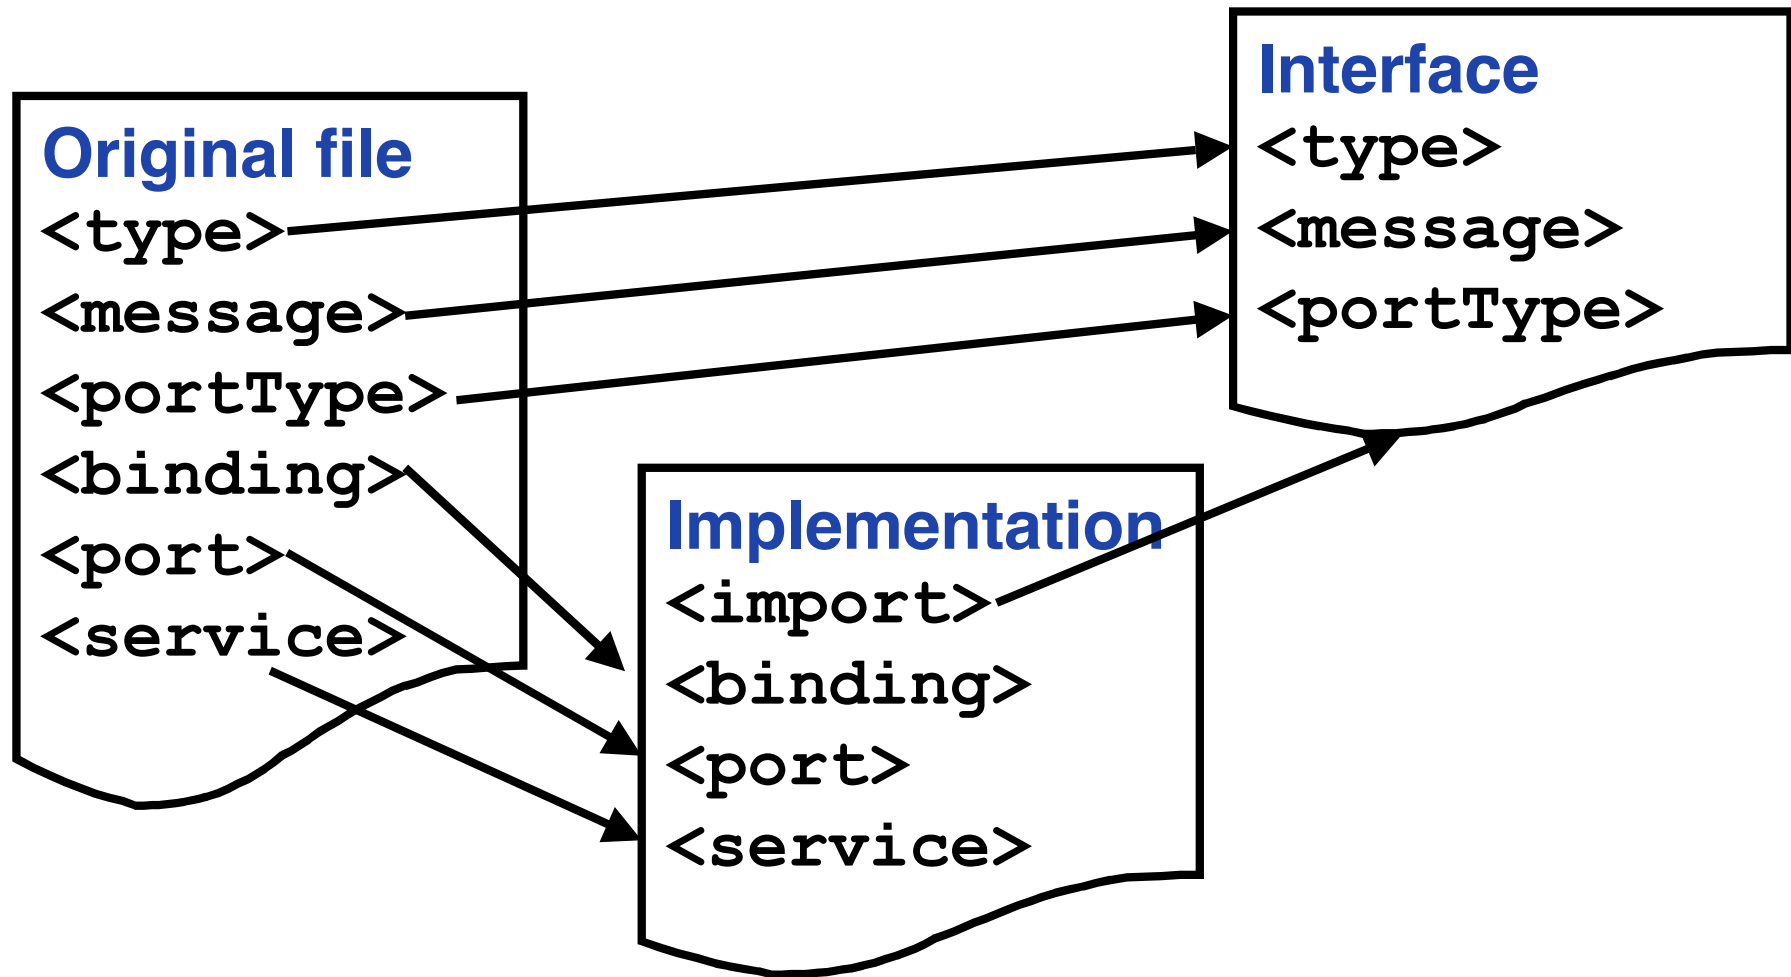 Original file
<type>
<message>
<portType>
<binding>
<port>
<service>
Implementation
<import>
<binding>
<port>
<service>
Interface
<type>
<message>
<portType>